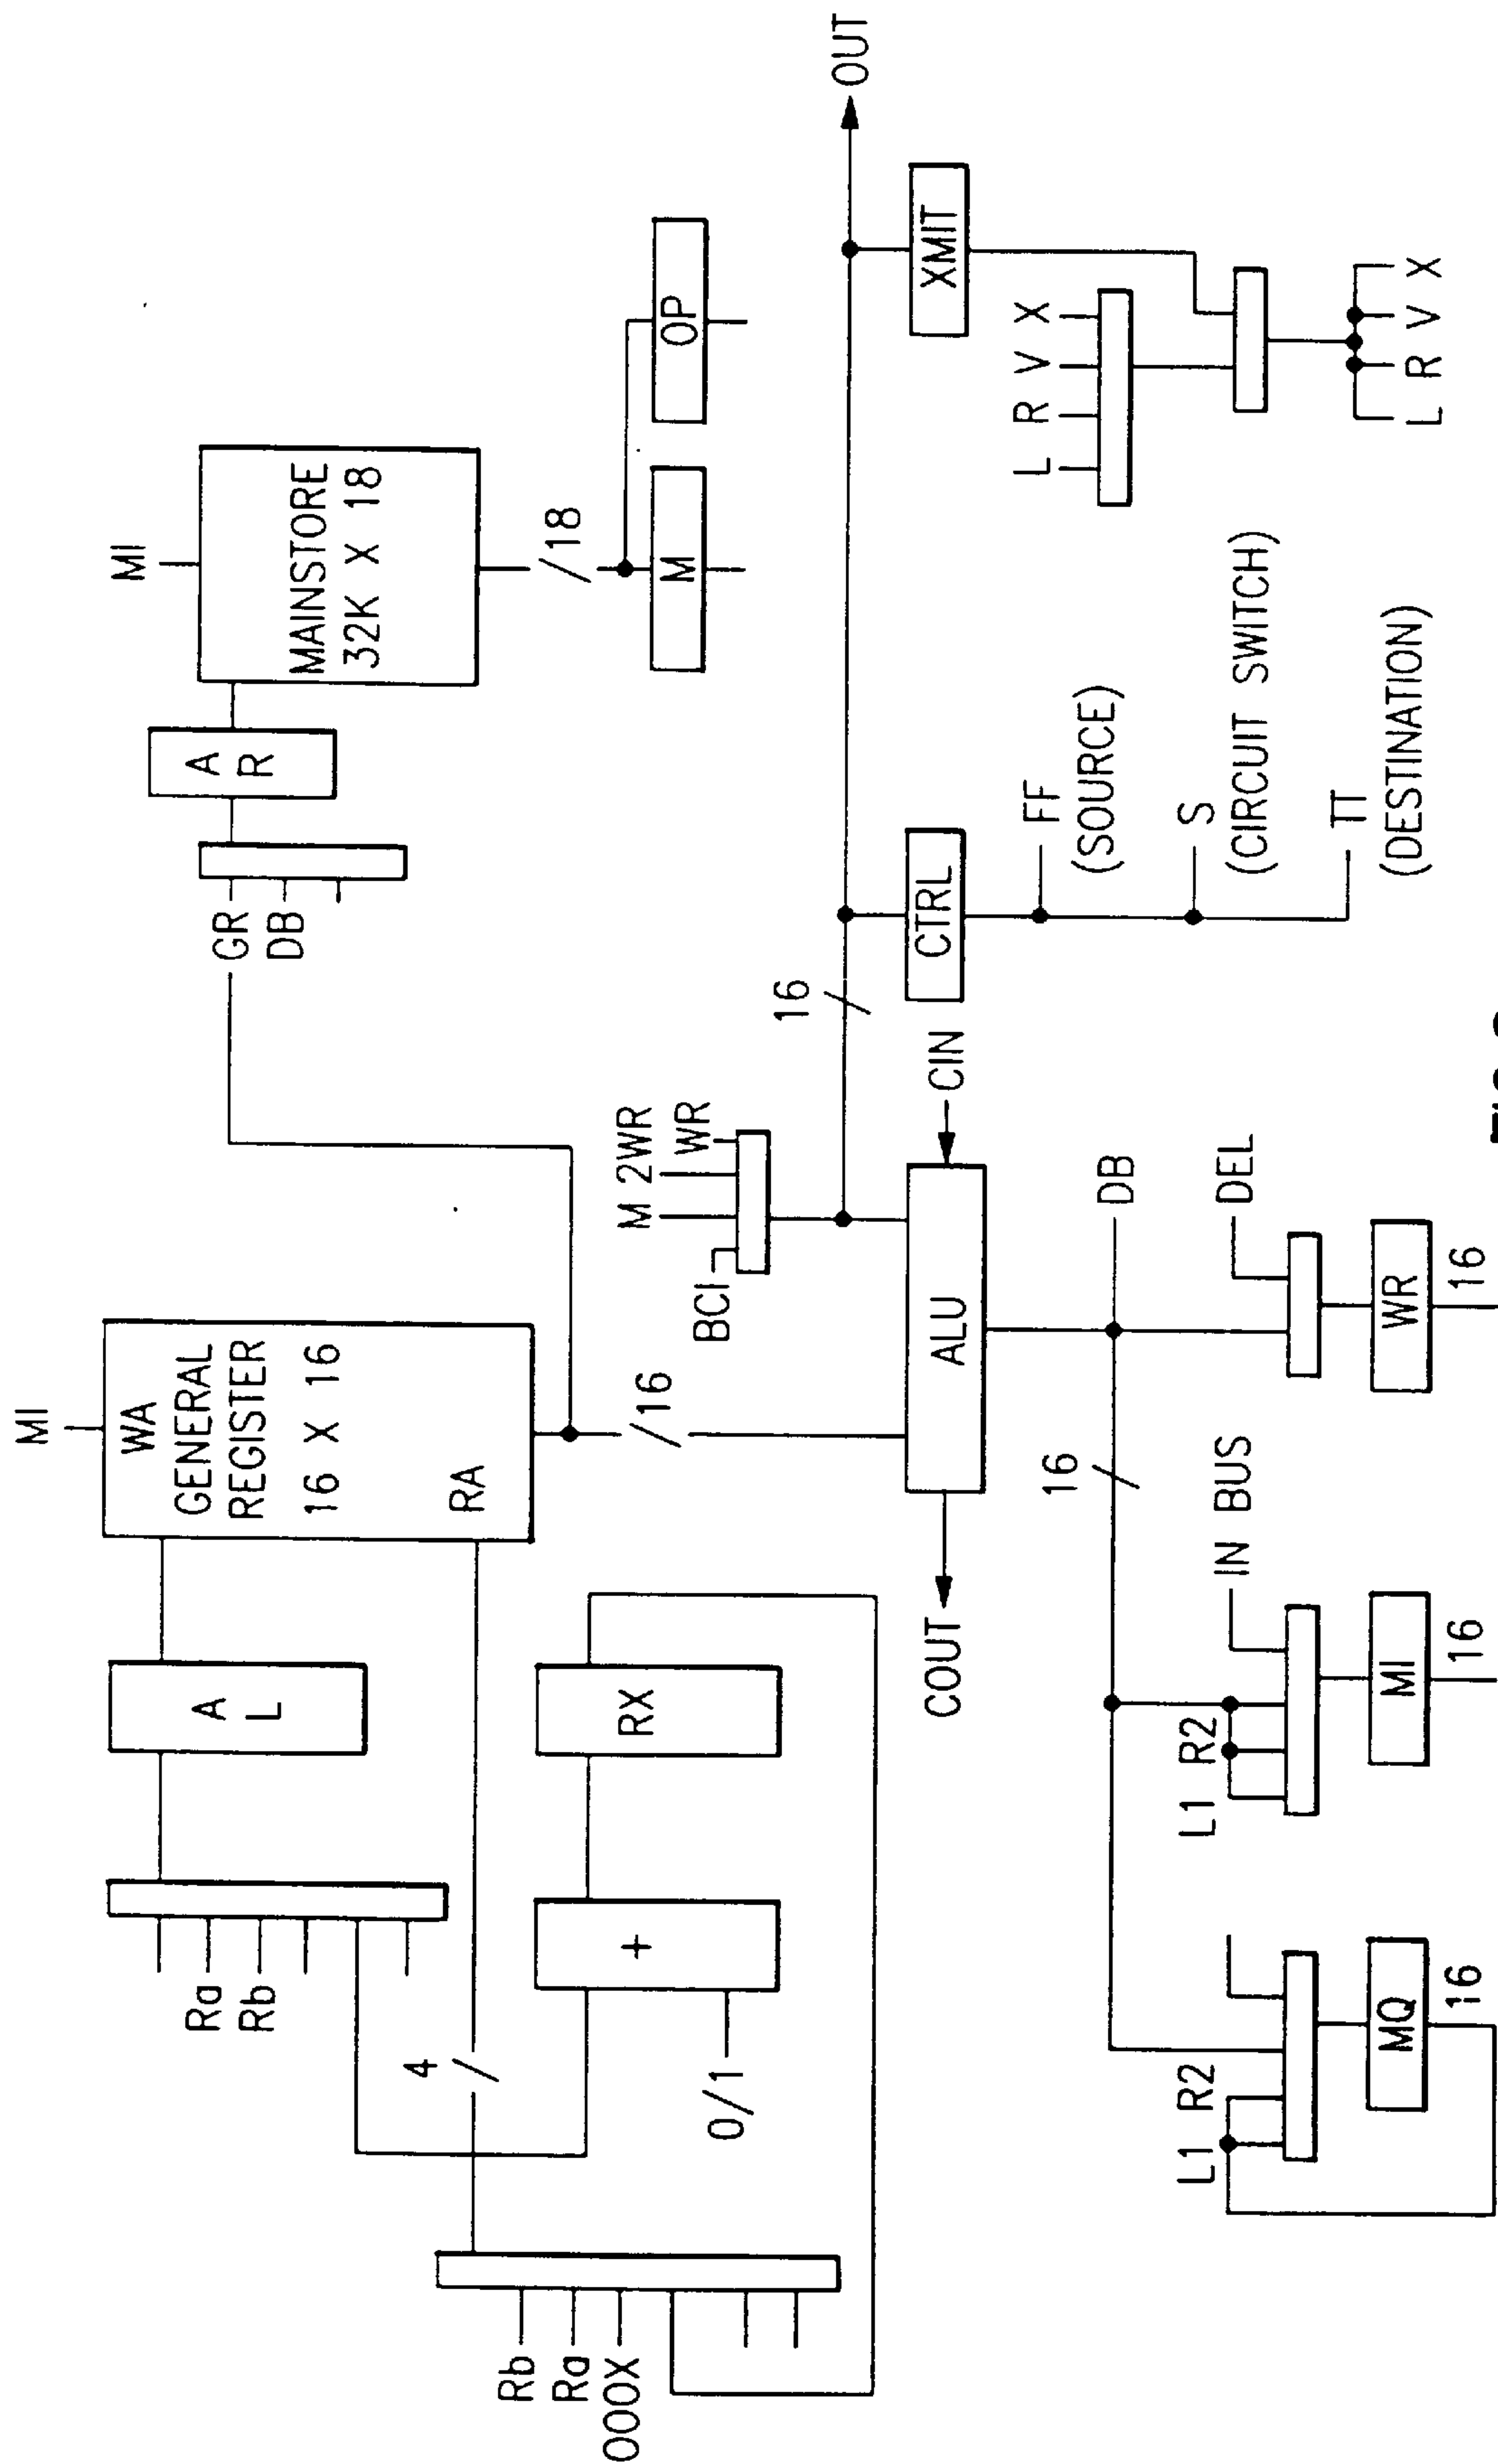 MI
WA
GENERAL
REGISTER
16 X 16
RA
A
L
Ra
Rb
4
RX
+
0/1
Rb
Ra
000X
/16
GR
DB
A
R
MI
MAINSTORE
32K X 18
/18
M
OP
BCI
M
2WR
WR
16
OUT
ALU
CIN
COUT
CTRL
FF
(SOURCE)
S
(CIRCUIT SWITCH)
TT
(DESTINATION)
XMIT
L R V X
L R V X
DB
16
L1 R2
MQ
16
L1 R2
IN BUS
MI
16
DEL
WR
16